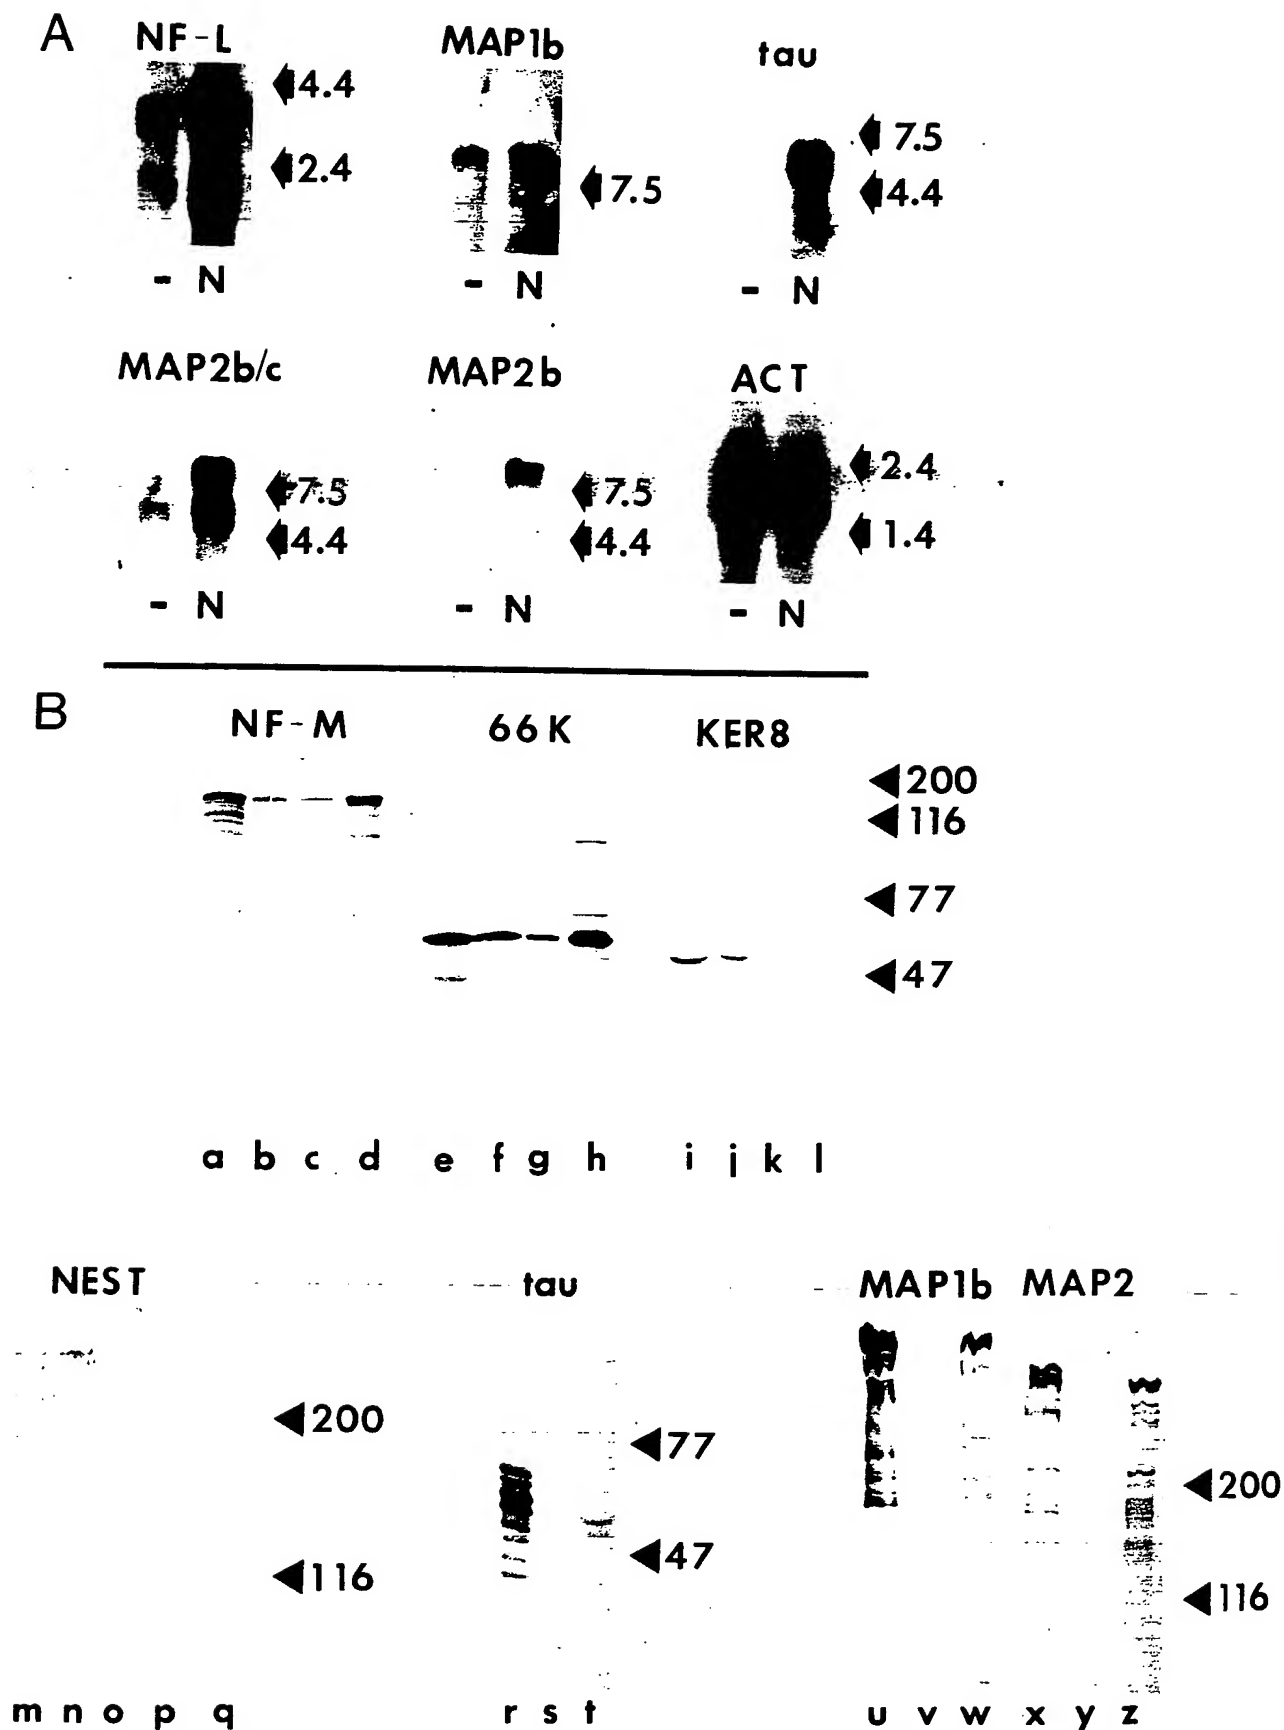 A
NF-L
MAP1b
tau
4.4
2.4
7.5
7.5
4.4
- N
- N
- N
MAP2b/c
MAP2b
ACT
7.5
4.4
7.5
4.4
2.4
1.4
- N
- N
- N
B
NF-M
66K
KER8
200
116
77
47
a b c d e f g h i j k l
NEST
tau
MAP1b MAP2
200
116
77
47
200
116
m n o p q r s t u v w x y z